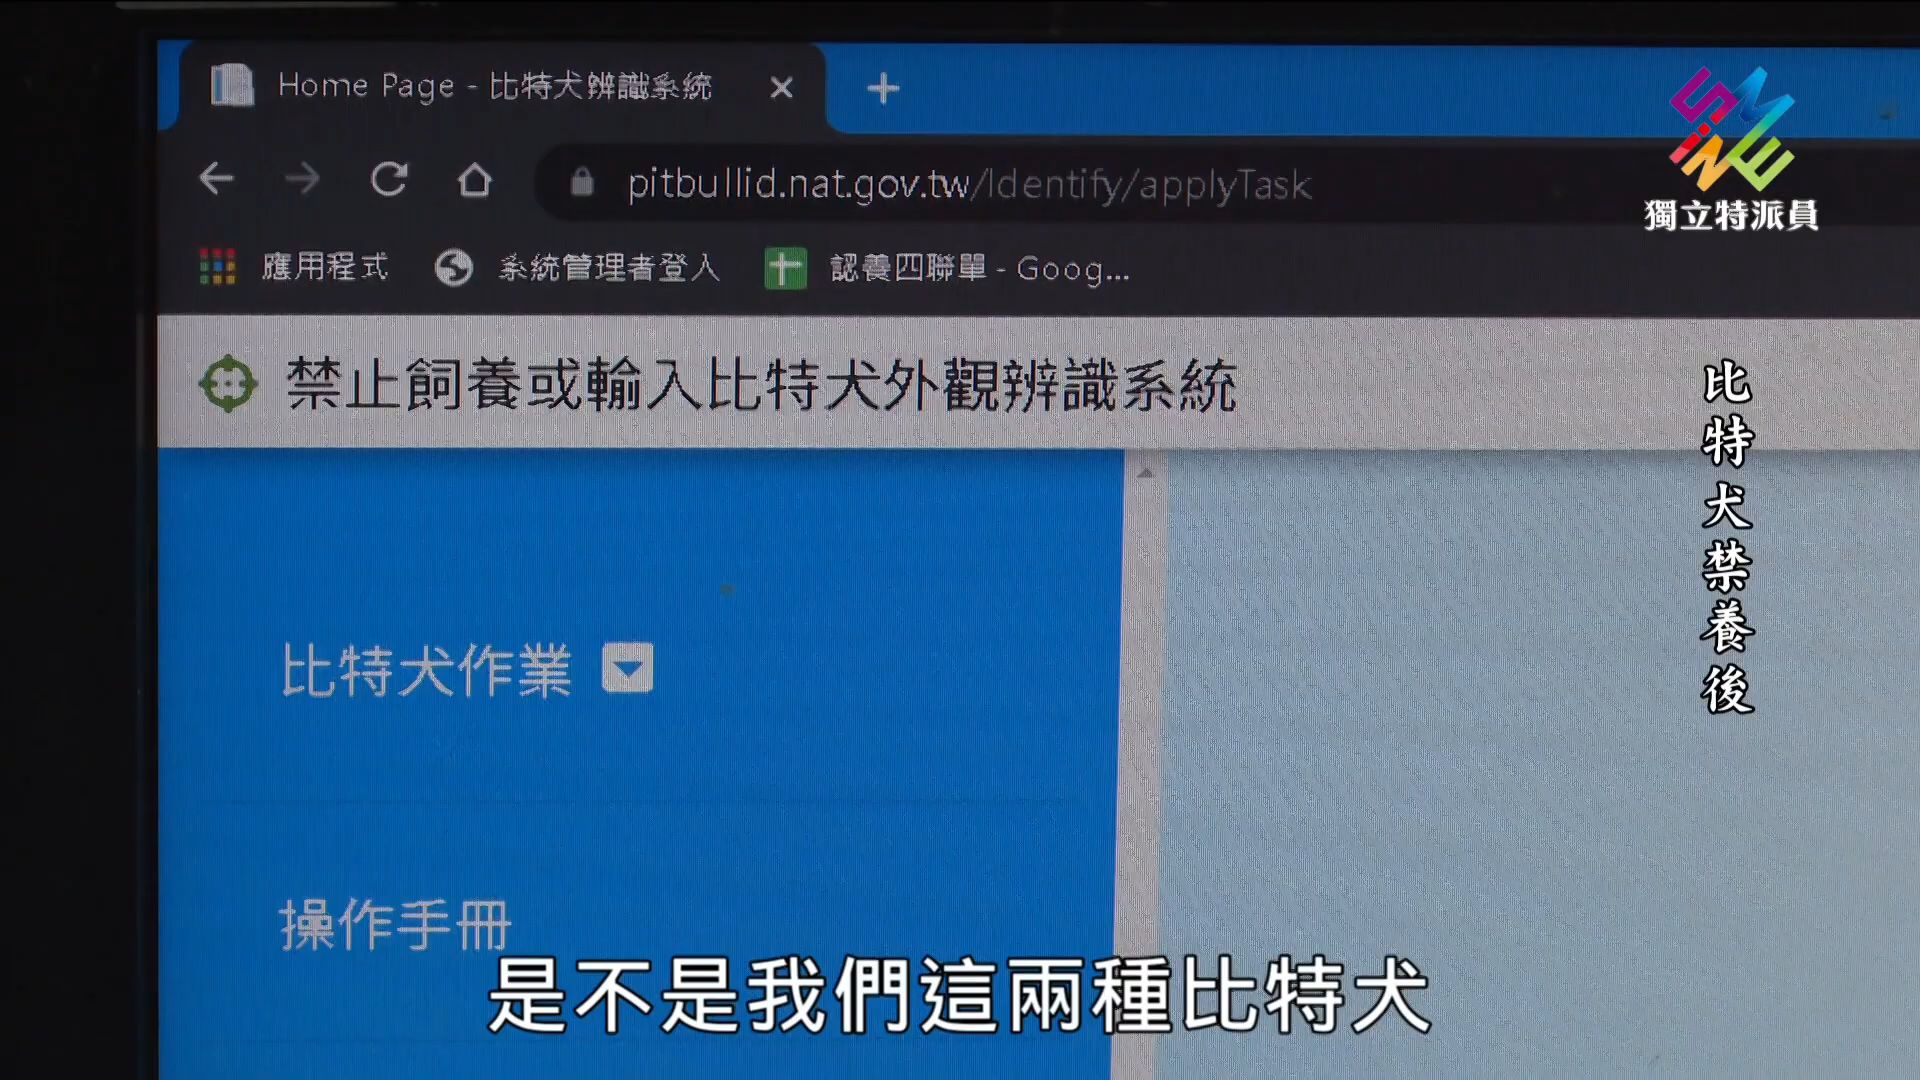 Home Page - 比特犬辨識系統
pitbullid.nat.gov.tw/Identify/applyTask
應用程式
系統管理者登入
認養四聯單 - Goog...
禁止飼養或輸入比特犬外觀辨識系統
比特犬作業
操作手冊
INNEWS
獨立特派員
比特犬禁養後
是不是我們這兩種比特犬